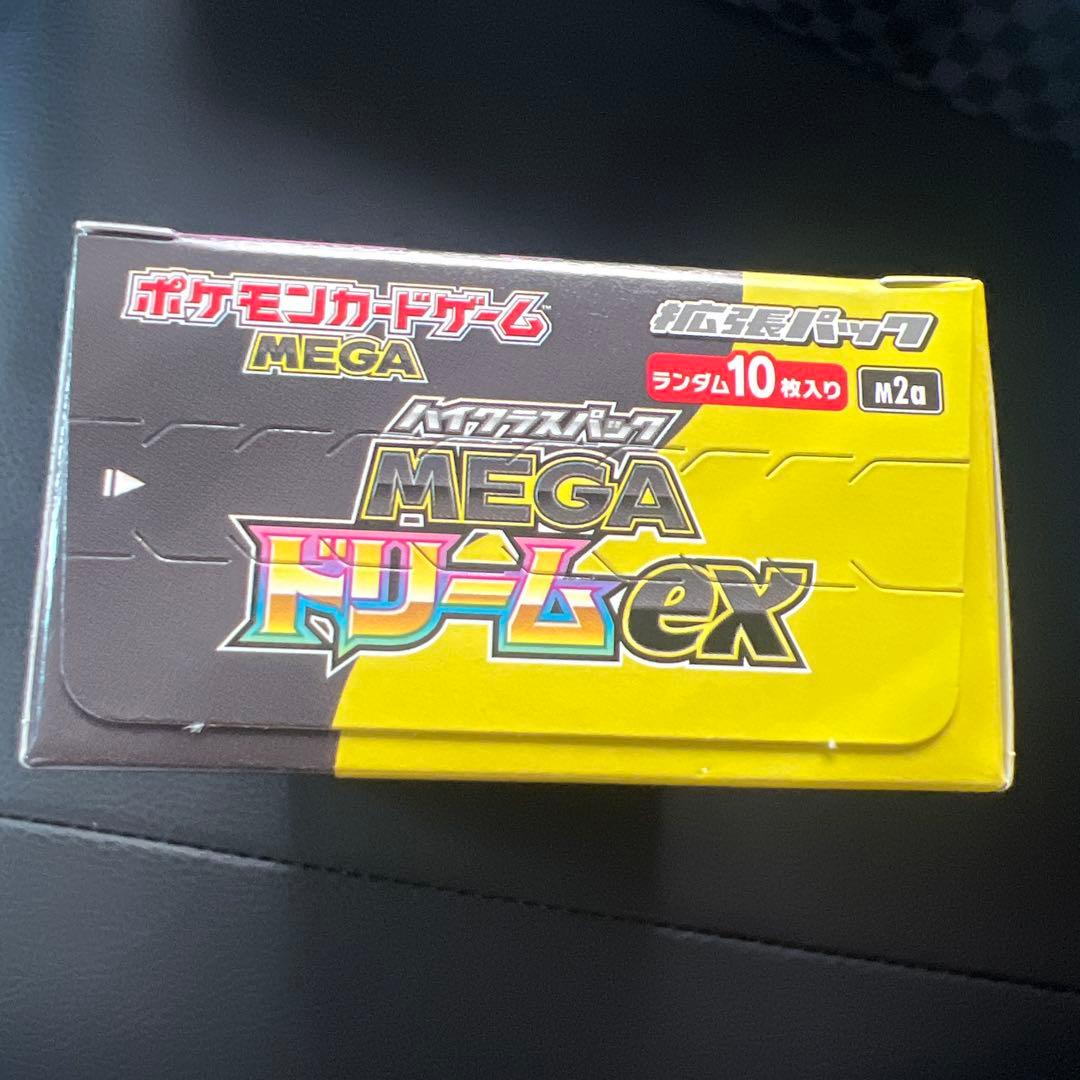 ポケモンカードゲーム™
MEGA
拡張パック
ランダム10枚入り
M2a
ハイクラスパック
MEGA
ドリームex